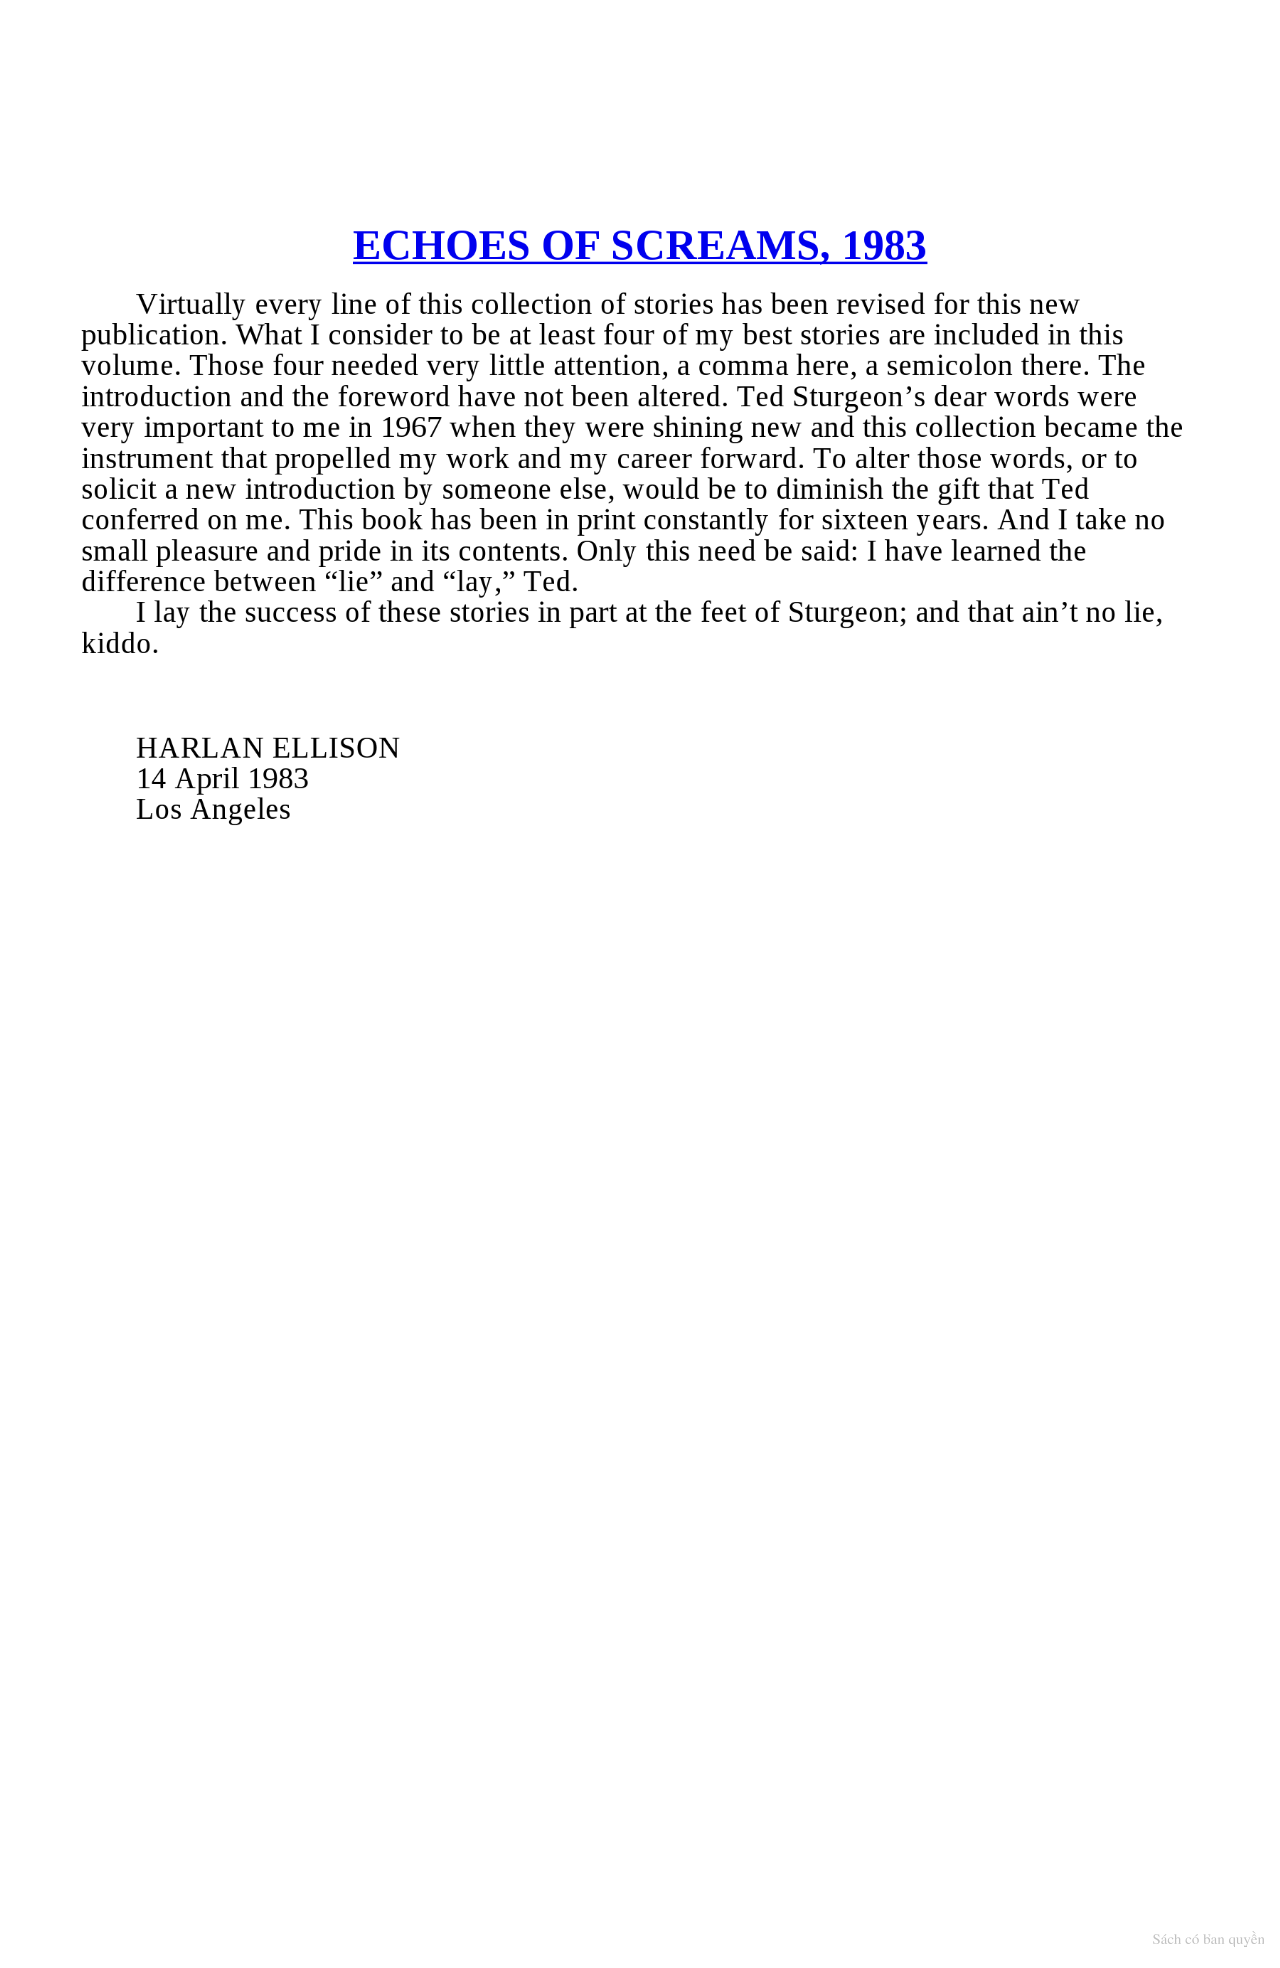 ECHOES OF SCREAMS, 1983
Virtually every line of this collection of stories has been revised for this new
publication. What I consider to be at least four of my best stories are included in this
volume. Those four needed very little attention, a comma here, a semicolon there. The
introduction and the foreword have not been altered. Ted Sturgeon’s dear words were
very important to me in 1967 when they were shining new and this collection became the
instrument that propelled my work and my career forward. To alter those words, or to
solicit a new introduction by someone else, would be to diminish the gift that Ted
conferred on me. This book has been in print constantly for sixteen years. And I take no
small pleasure and pride in its contents. Only this need be said: I have learned the
difference between “lie” and “lay,” Ted.
I lay the success of these stories in part at the feet of Sturgeon; and that ain’t no lie,
kiddo.
HARLAN ELLISON
14 April 1983
Los Angeles
Sách có bản quyền